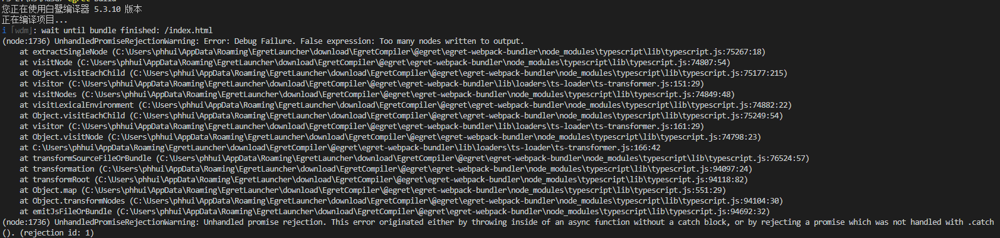 您正在使用白鹭编译器 5.3.10 版本
正在编译项目...
i ｢wdm｣: wait until bundle finished: /index.html
(node:1736) UnhandledPromiseRejectionWarning: Error: Debug Failure. False expression: Too many nodes written to output.
    at extractSingleNode (C:\Users\phhui\AppData\Roaming\EgretLauncher\download\EgretCompiler\@egret\egret-webpack-bundler\node_modules\typescript\lib\typescript.js:75267:18)
    at visitNode (C:\Users\phhui\AppData\Roaming\EgretLauncher\download\EgretCompiler\@egret\egret-webpack-bundler\node_modules\typescript\lib\typescript.js:74807:54)
    at Object.visitEachChild (C:\Users\phhui\AppData\Roaming\EgretLauncher\download\EgretCompiler\@egret\egret-webpack-bundler\node_modules\typescript\lib\typescript.js:75177:215)
    at visitor (C:\Users\phhui\AppData\Roaming\EgretLauncher\download\EgretCompiler\@egret\egret-webpack-bundler\lib\loaders\ts-loader\ts-transformer.js:151:29)
    at visitNodes (C:\Users\phhui\AppData\Roaming\EgretLauncher\download\EgretCompiler\@egret\egret-webpack-bundler\node_modules\typescript\lib\typescript.js:74849:48)
    at visitLexicalEnvironment (C:\Users\phhui\AppData\Roaming\EgretLauncher\download\EgretCompiler\@egret\egret-webpack-bundler\node_modules\typescript\lib\typescript.js:74882:22)
    at Object.visitEachChild (C:\Users\phhui\AppData\Roaming\EgretLauncher\download\EgretCompiler\@egret\egret-webpack-bundler\node_modules\typescript\lib\typescript.js:75249:54)
    at visitor (C:\Users\phhui\AppData\Roaming\EgretLauncher\download\EgretCompiler\@egret\egret-webpack-bundler\lib\loaders\ts-loader\ts-transformer.js:161:29)
    at Object.visitNode (C:\Users\phhui\AppData\Roaming\EgretLauncher\download\EgretCompiler\@egret\egret-webpack-bundler\node_modules\typescript\lib\typescript.js:74798:23)
    at C:\Users\phhui\AppData\Roaming\EgretLauncher\download\EgretCompiler\@egret\egret-webpack-bundler\lib\loaders\ts-loader\ts-transformer.js:166:42
    at transformSourceFileOrBundle (C:\Users\phhui\AppData\Roaming\EgretLauncher\download\EgretCompiler\@egret\egret-webpack-bundler\node_modules\typescript\lib\typescript.js:76524:57)
    at transformation (C:\Users\phhui\AppData\Roaming\EgretLauncher\download\EgretCompiler\@egret\egret-webpack-bundler\node_modules\typescript\lib\typescript.js:94097:24)
    at transformRoot (C:\Users\phhui\AppData\Roaming\EgretLauncher\download\EgretCompiler\@egret\egret-webpack-bundler\node_modules\typescript\lib\typescript.js:94118:82)
    at Object.map (C:\Users\phhui\AppData\Roaming\EgretLauncher\download\EgretCompiler\@egret\egret-webpack-bundler\node_modules\typescript\lib\typescript.js:551:29)
    at Object.transformNodes (C:\Users\phhui\AppData\Roaming\EgretLauncher\download\EgretCompiler\@egret\egret-webpack-bundler\node_modules\typescript\lib\typescript.js:94104:30)
    at emitJsFileOrBundle (C:\Users\phhui\AppData\Roaming\EgretLauncher\download\EgretCompiler\@egret\egret-webpack-bundler\node_modules\typescript\lib\typescript.js:94692:32)
(node:1736) UnhandledPromiseRejectionWarning: Unhandled promise rejection. This error originated either by throwing inside of an async function without a catch block, or by rejecting a promise which was not handled with .catch
(). (rejection id: 1)